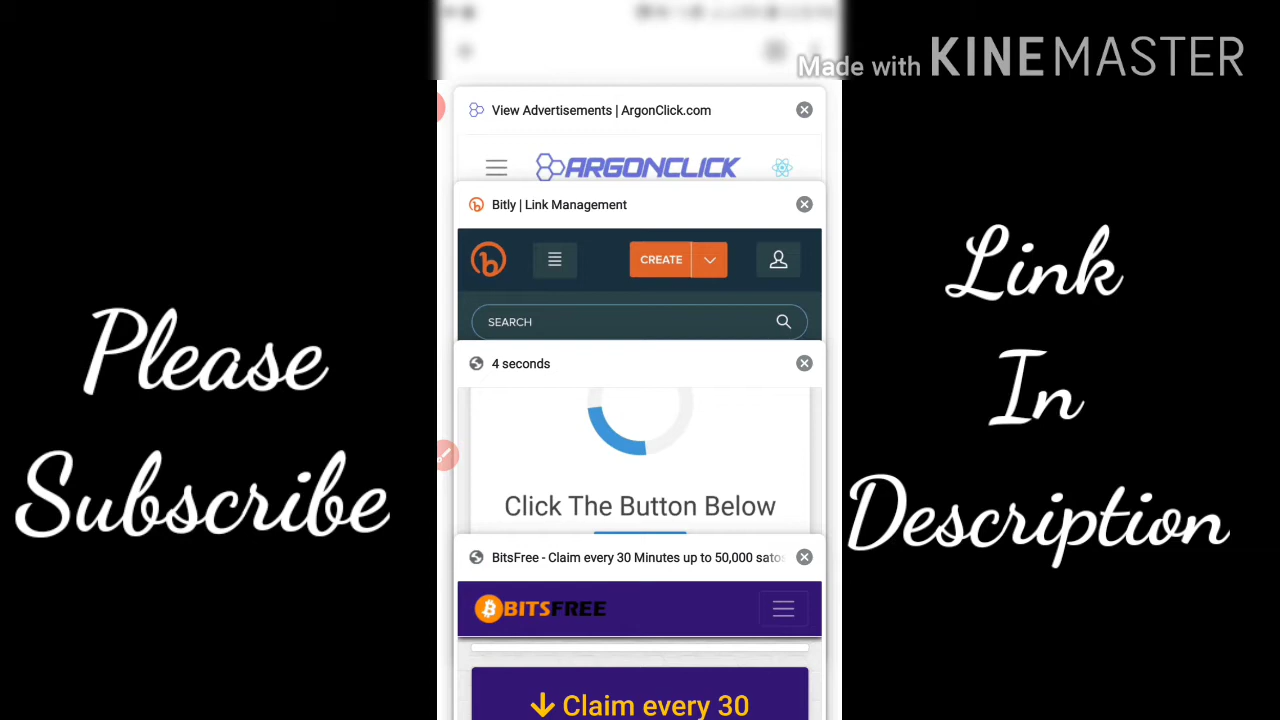 Made with KINEMASTER
View Advertisements | ArgonClick.com
ARGONCLICK
Bitly | Link Management
CREATE
SEARCH
4 seconds
Click The Button Below
BitsFree - Claim every 30 Minutes up to 50,000 satos
BITSFREE
Claim every 30
Please
Subscribe
Link
In
Description